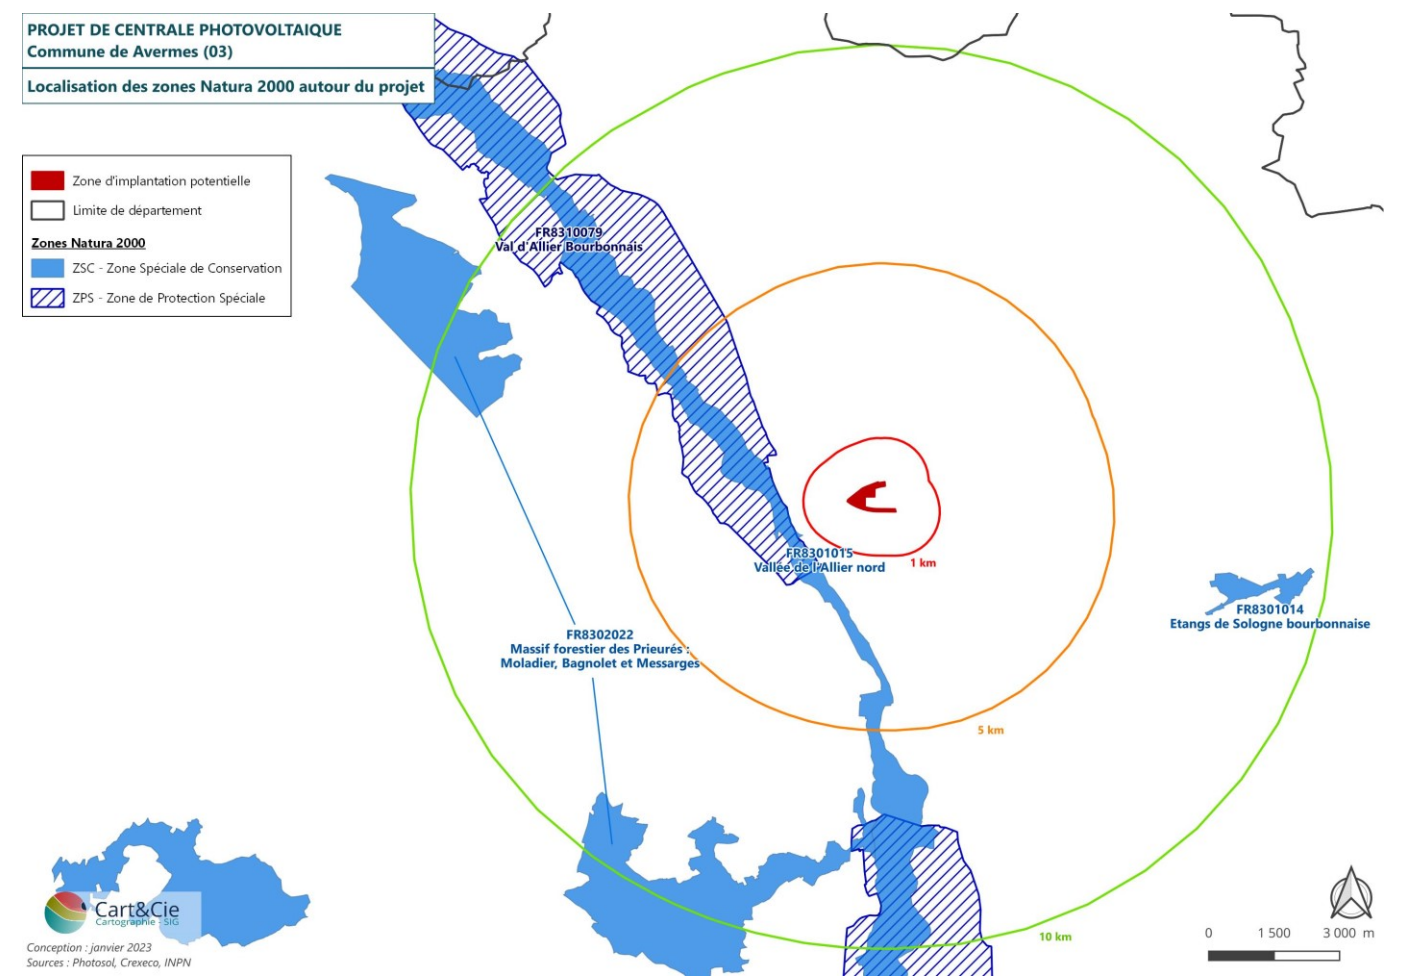 PROJET DE CENTRALE PHOTOVOLTAIQUE
Commune de Avermes (03)
Localisation des zones Natura 2000 autour du projet
Zone d'implantation potentielle
Limite de département
Zones Natura 2000
ZSC - Zone Spéciale de Conservation
ZPS - Zone de Protection Spéciale
FR8310079
Val d'Allier Bourbonnais
FR8301015
Vallée de l'Allier nord
1 km
FR8301014
Etangs de Sologne bourbonnaise
FR8302022
Massif forestier des Prieurés :
Moladier, Bagnolet et Messarges
5 km
10 km
Cart&Cie
Cartographie - SIG
Conception : janvier 2023
Sources : Photosol, Crexeco, INPN
0 1 500 3 000 m